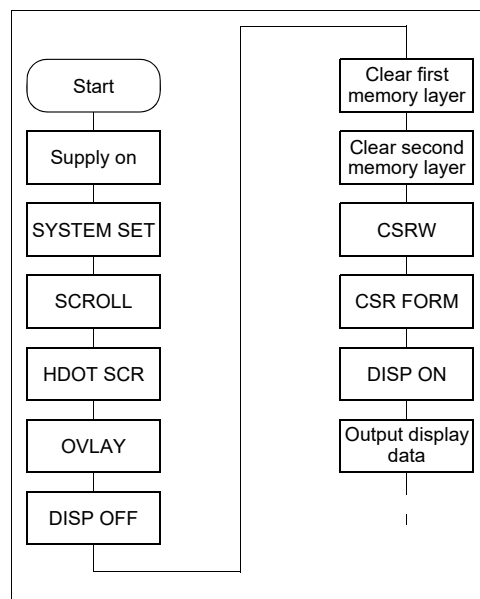 Start
Supply on
SYSTEM SET
SCROLL
HDOT SCR
OVLAY
DISP OFF
Clear first
memory layer
Clear second
memory layer
CSRW
CSR FORM
DISP ON
Output display
data